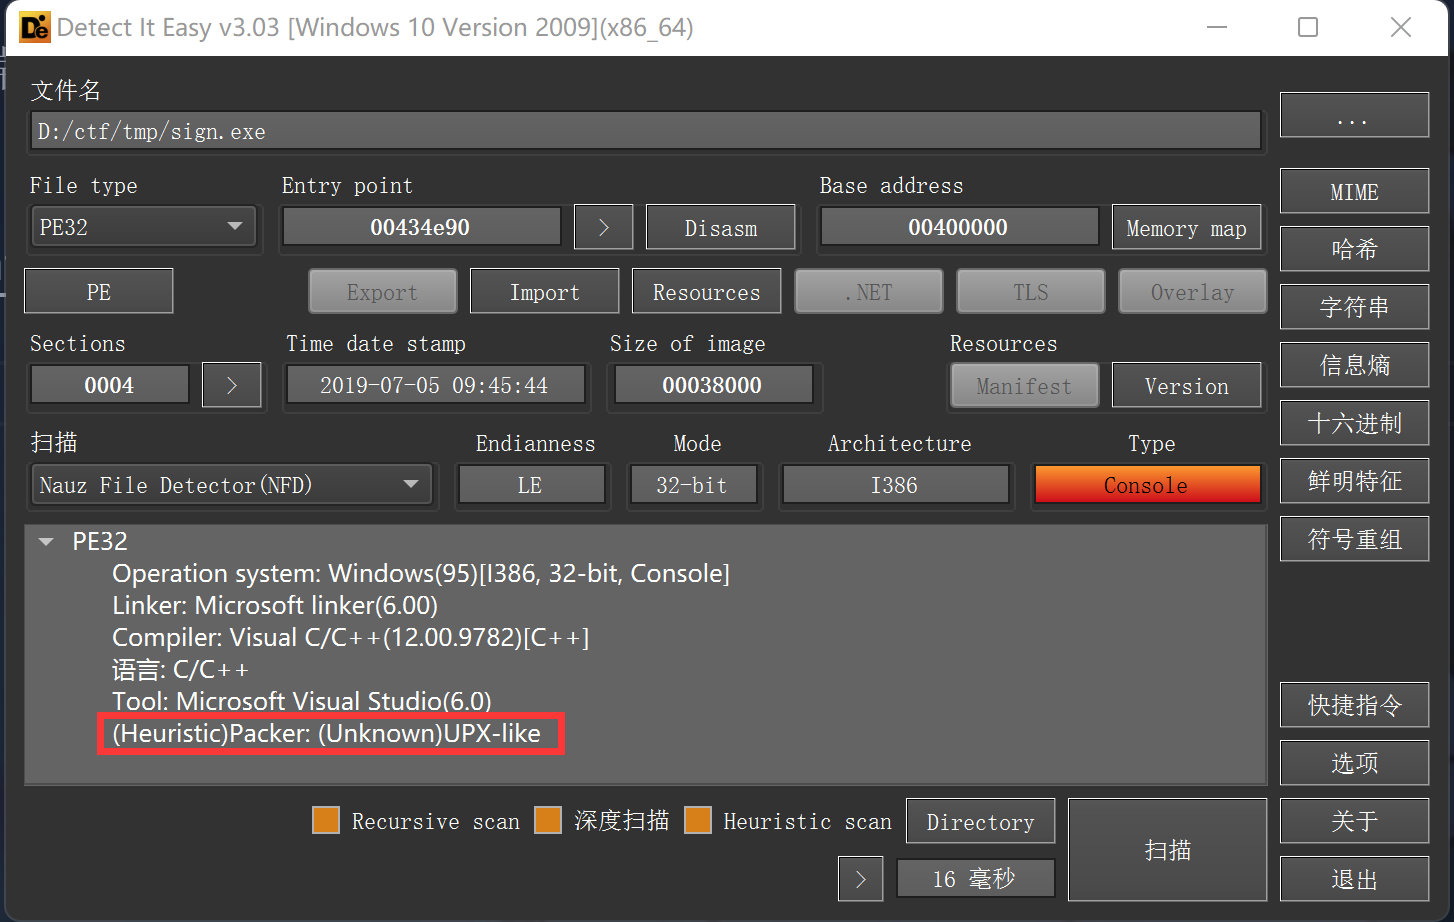 Detect It Easy v3.03 [Windows 10 Version 2009](x86_64)
文件名
D:/ctf/tmp/sign.exe
...
File type
Entry point
Base address
PE32
00434e90
>
Disasm
00400000
Memory map
MIME
哈希
PE
Export
Import
Resources
.NET
TLS
Overlay
字符串
Sections
Time date stamp
Size of image
Resources
0004
>
2019-07-05 09:45:44
00038000
Manifest
Version
信息熵
十六进制
扫描
Endianness
Mode
Architecture
Type
Nauz File Detector(NFD)
LE
32-bit
I386
Console
鲜明特征
符号重组
PE32
Operation system: Windows(95)[I386, 32-bit, Console]
Linker: Microsoft linker(6.00)
Compiler: Visual C/C++(12.00.9782)[C++]
语言: C/C++
Tool: Microsoft Visual Studio(6.0)
(Heuristic)Packer: (Unknown)UPX-like
快捷指令
选项
Recursive scan
深度扫描
Heuristic scan
Directory
扫描
关于
>
16 毫秒
退出